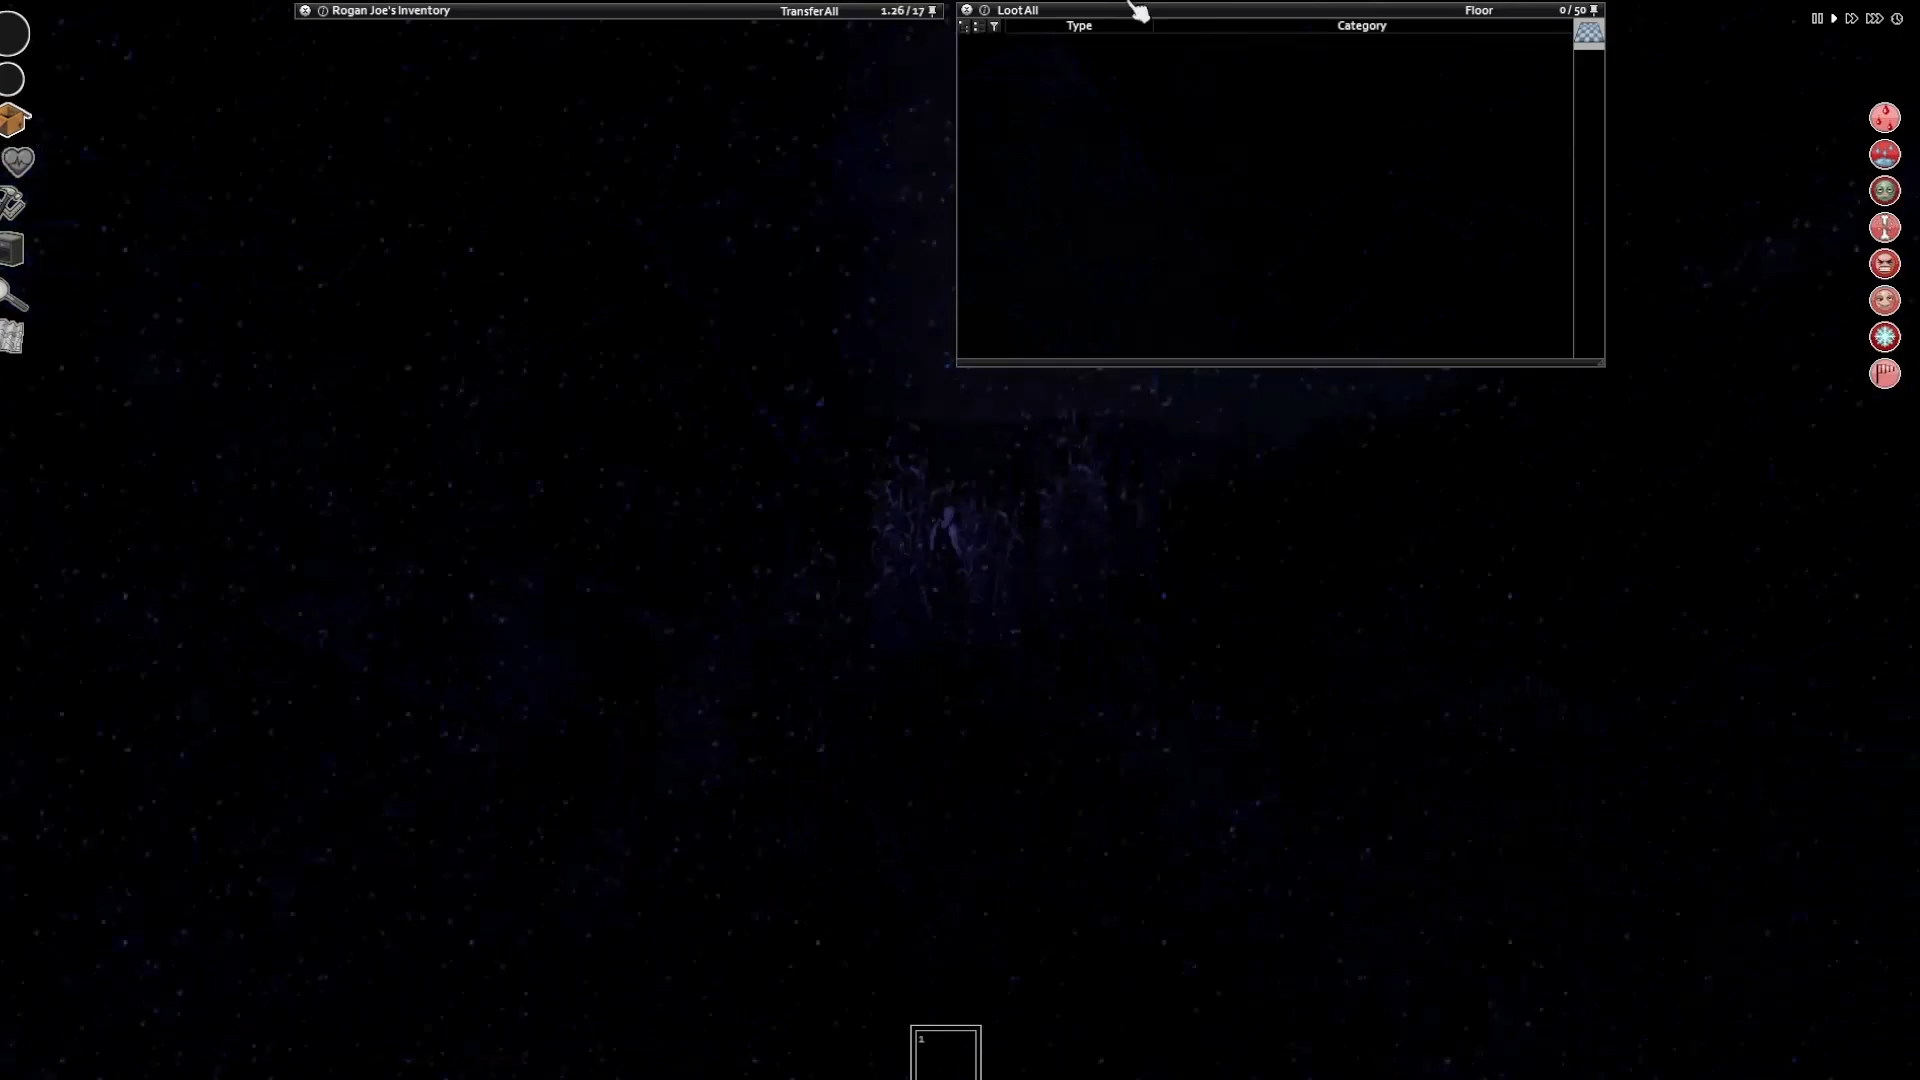 Rogan Joe's Inventory Transfer All 1.26 / 17
Loot All Floor 0 / 50
Type Category
1